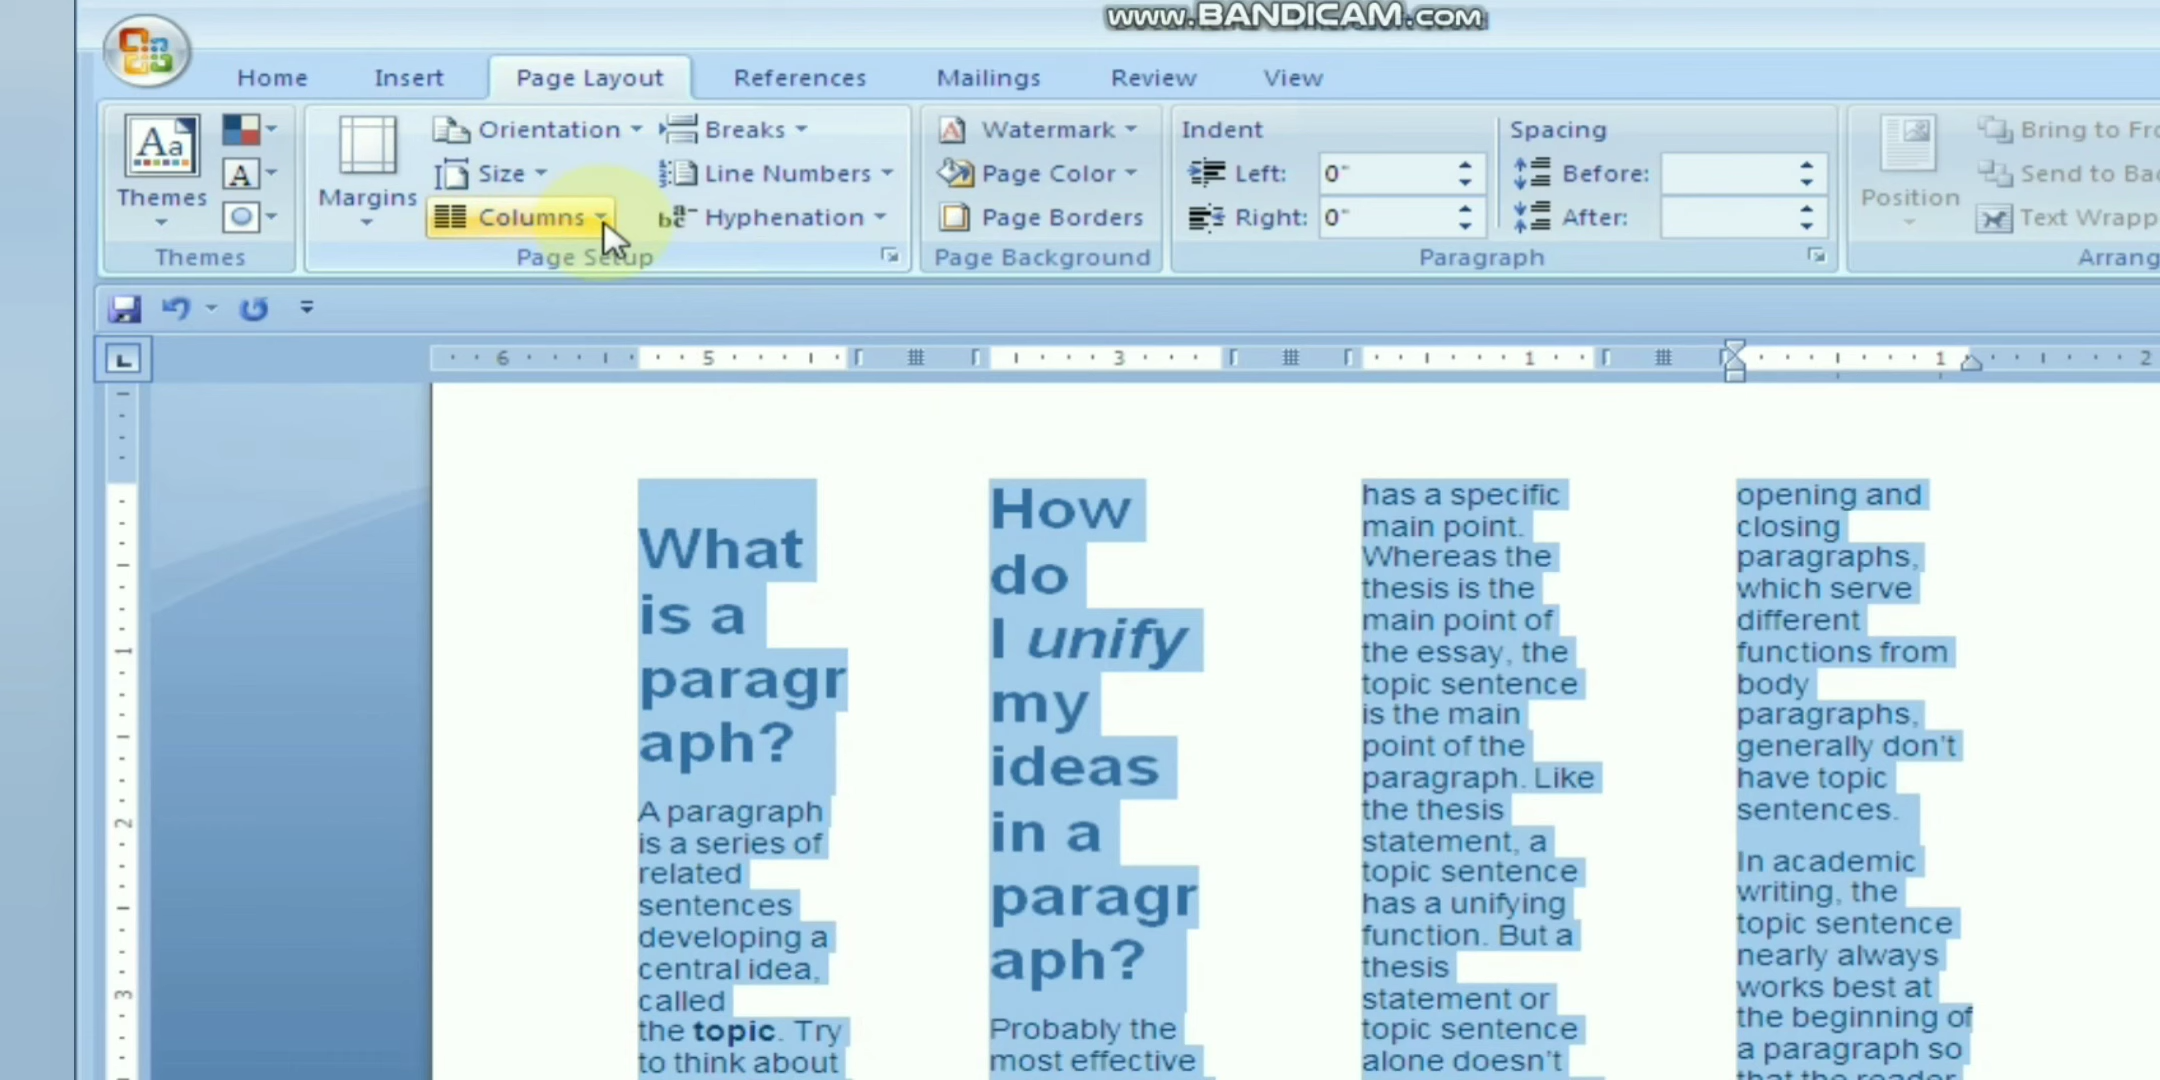 www.BANDICAM.com
Home Insert Page Layout References Mailings Review View
Aa Orientation Breaks Watermark Indent Spacing
Size Line Numbers Page Color Left: 0" Before:
Themes Margins Columns Hyphenation Page Borders Right: 0" After: Position
Themes Page Setup Page Background Paragraph
Bring to Fro
Send to Ba
Text Wrapp
Arrang
6 5 3 1 1 2
1
2
3
What
is a
paragr
aph?
A paragraph
is a series of
related
sentences
developing a
central idea,
called
the topic. Try
to think about
How
do
I unify
my
ideas
in a
paragr
aph?
Probably the
most effective
has a specific
main point.
Whereas the
thesis is the
main point of
the essay, the
topic sentence
is the main
point of the
paragraph. Like
the thesis
statement, a
topic sentence
has a unifying
function. But a
thesis
statement or
topic sentence
alone doesn't
opening and
closing
paragraphs,
which serve
different
functions from
body
paragraphs,
generally don't
have topic
sentences.
In academic
writing, the
topic sentence
nearly always
works best at
the beginning of
a paragraph so
that the reader